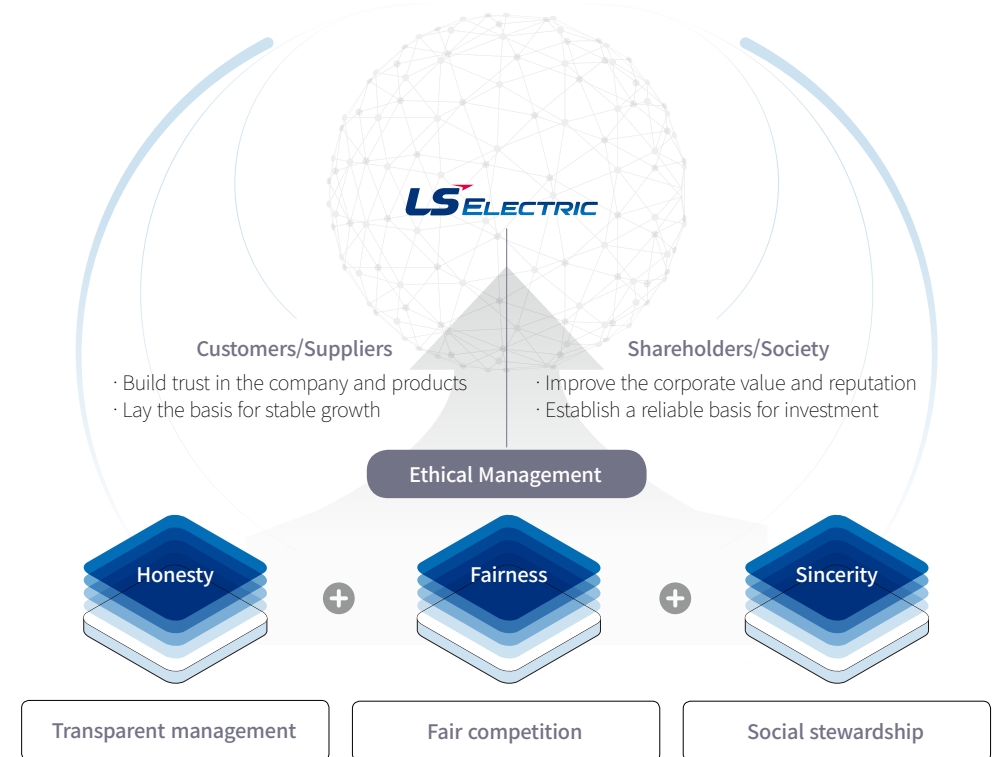 LS ELECTRIC
Customers/Suppliers
· Build trust in the company and products
· Lay the basis for stable growth
Shareholders/Society
· Improve the corporate value and reputation
· Establish a reliable basis for investment
Ethical Management
Honesty
+
Fairness
+
Sincerity
Transparent management
Fair competition
Social stewardship